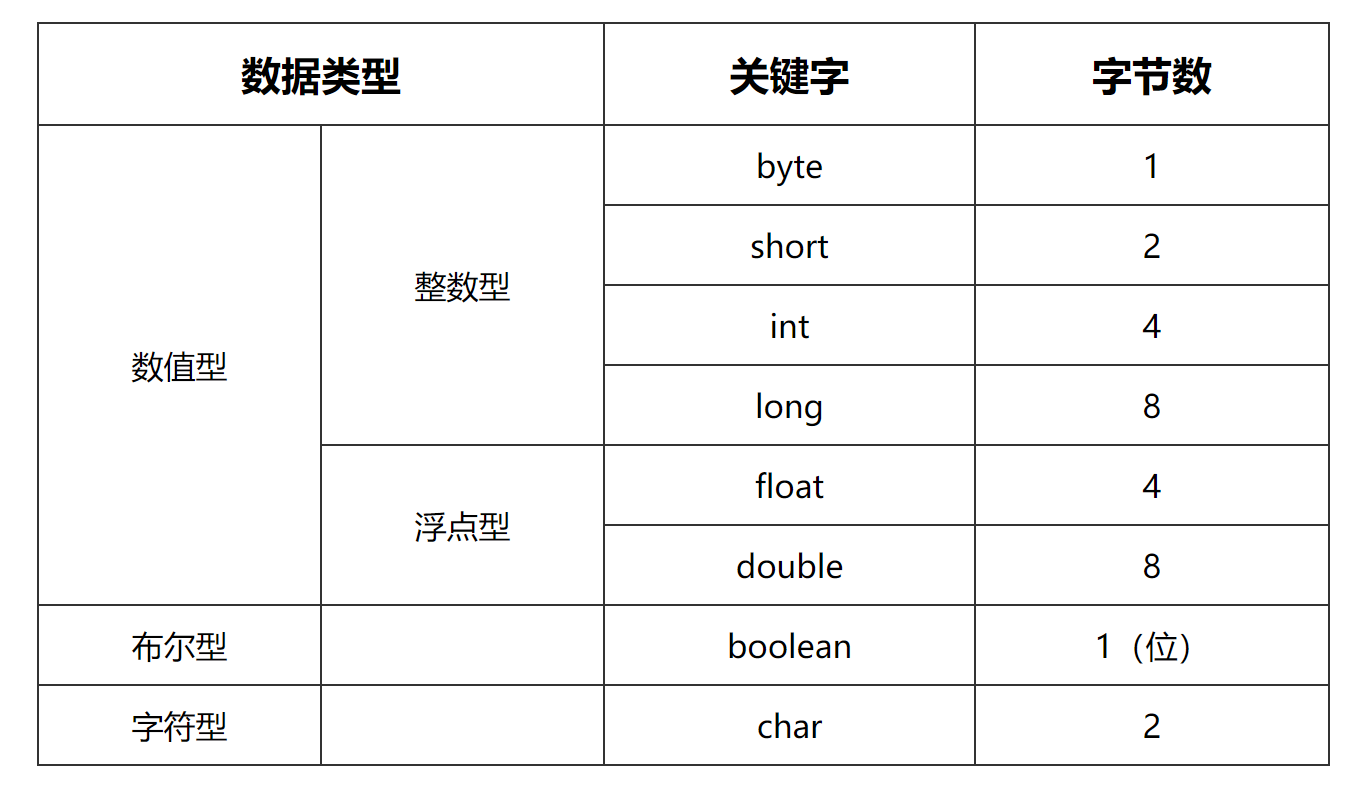 数据类型 关键字 字节数
byte 1
short 2
整数型
int 4
数值型
long 8
float 4
浮点型
double 8
布尔型 boolean 1（位）
字符型 char 2